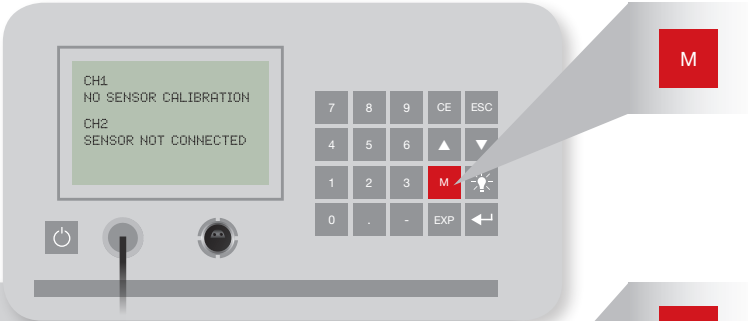 CH1
NO SENSOR CALIBRATION
CH2
SENSOR NOT CONNECTED
7 8 9 CE ESC
4 5 6
1 2 3 M
0 . - EXP
M